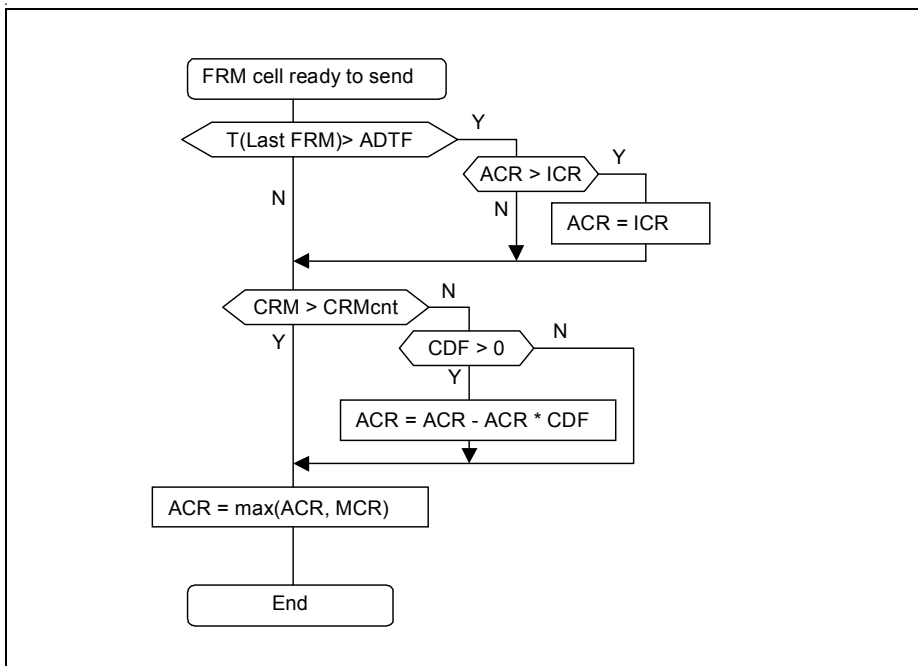 FRM cell ready to send
T(Last FRM)> ADTF
Y
ACR > ICR
Y
N
N
ACR = ICR
CRM > CRMcnt
N
Y
CDF > 0
N
Y
ACR = ACR - ACR * CDF
ACR = max(ACR, MCR)
End